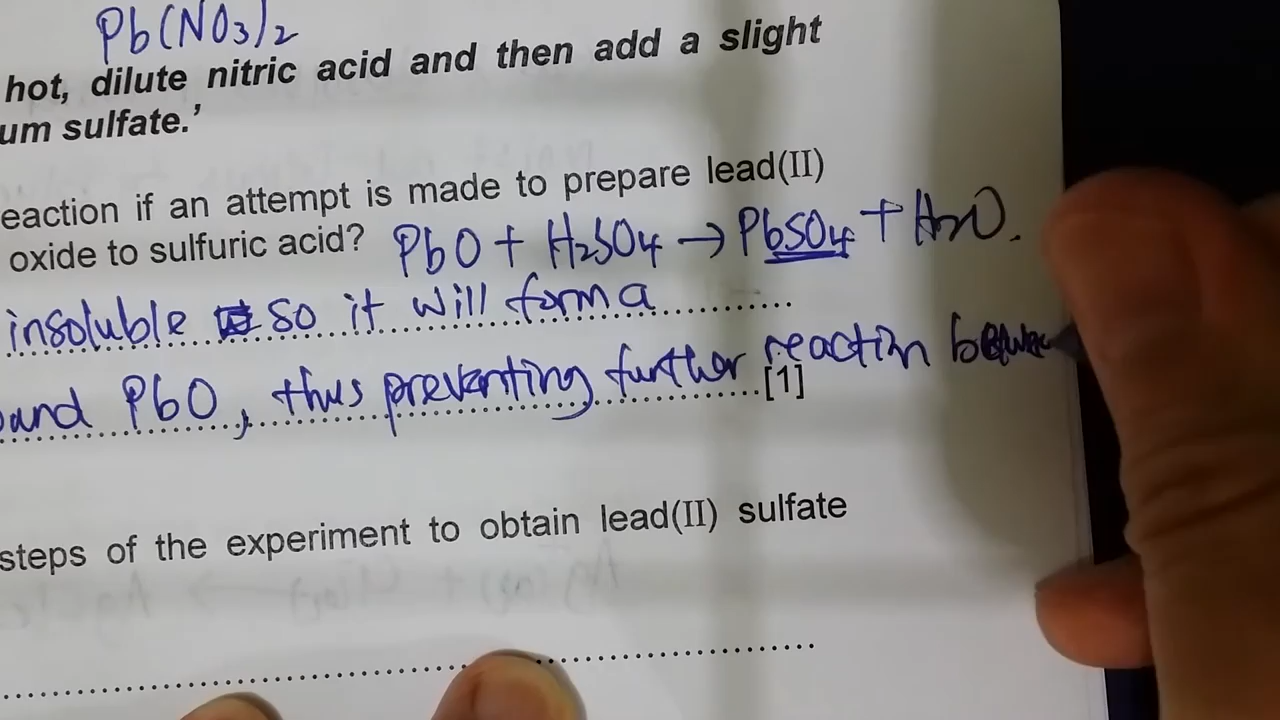 Pb(NO3)2
hot, dilute nitric acid and then add a slight
um sulfate.'
eaction if an attempt is made to prepare lead(II)
oxide to sulfuric acid? PbO + H2SO4 → PbSO4 + H2O.
insoluble so it will form a
and PbO, thus preventing further reaction
[1]
steps of the experiment to obtain lead(II) sulfate